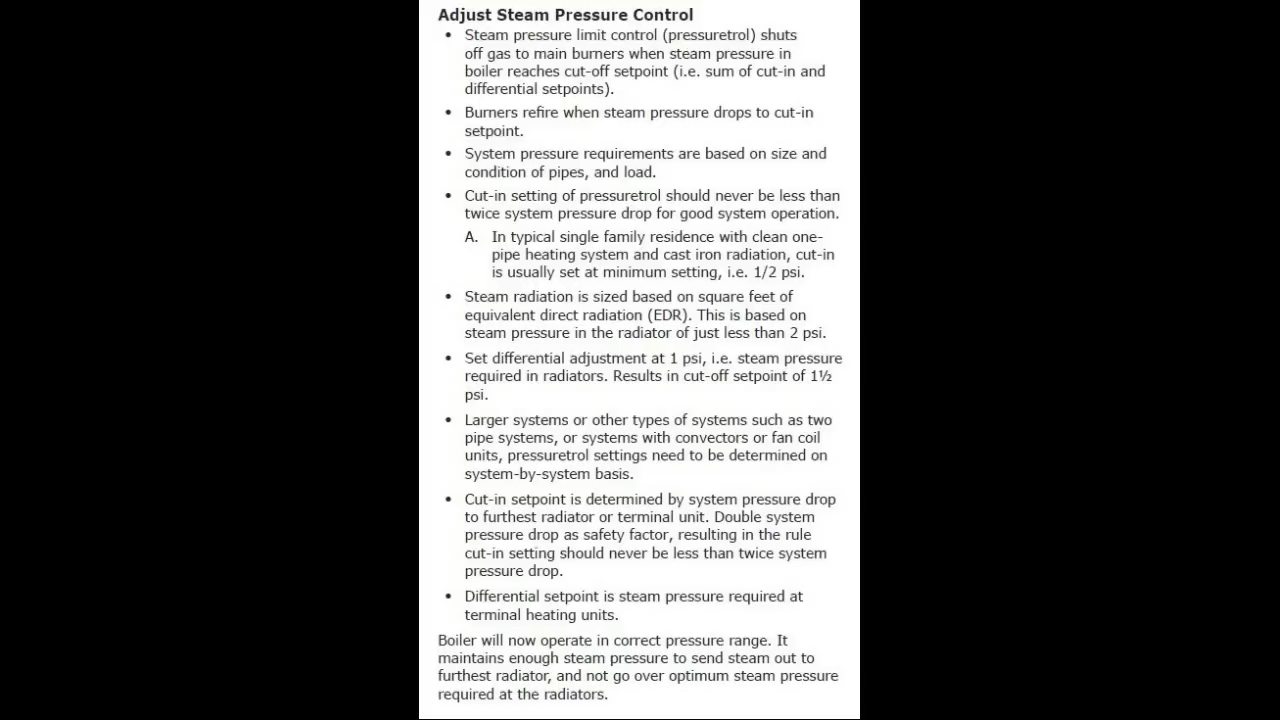 Adjust Steam Pressure Control
• Steam pressure limit control (pressuretrol) shuts
off gas to main burners when steam pressure in
boiler reaches cut-off setpoint (i.e. sum of cut-in and
differential setpoints).
• Burners refire when steam pressure drops to cut-in
setpoint.
• System pressure requirements are based on size and
condition of pipes, and load.
• Cut-in setting of pressuretrol should never be less than
twice system pressure drop for good system operation.
A. In typical single family residence with clean one-
pipe heating system and cast iron radiation, cut-in
is usually set at minimum setting, i.e. 1/2 psi.
• Steam radiation is sized based on square feet of
equivalent direct radiation (EDR). This is based on
steam pressure in the radiator of just less than 2 psi.
• Set differential adjustment at 1 psi, i.e. steam pressure
required in radiators. Results in cut-off setpoint of 1½
psi.
• Larger systems or other types of systems such as two
pipe systems, or systems with convectors or fan coil
units, pressuretrol settings need to be determined on
system-by-system basis.
• Cut-in setpoint is determined by system pressure drop
to furthest radiator or terminal unit. Double system
pressure drop as safety factor, resulting in the rule
cut-in setting should never be less than twice system
pressure drop.
• Differential setpoint is steam pressure required at
terminal heating units.
Boiler will now operate in correct pressure range. It
maintains enough steam pressure to send steam out to
furthest radiator, and not go over optimum steam pressure
required at the radiators.